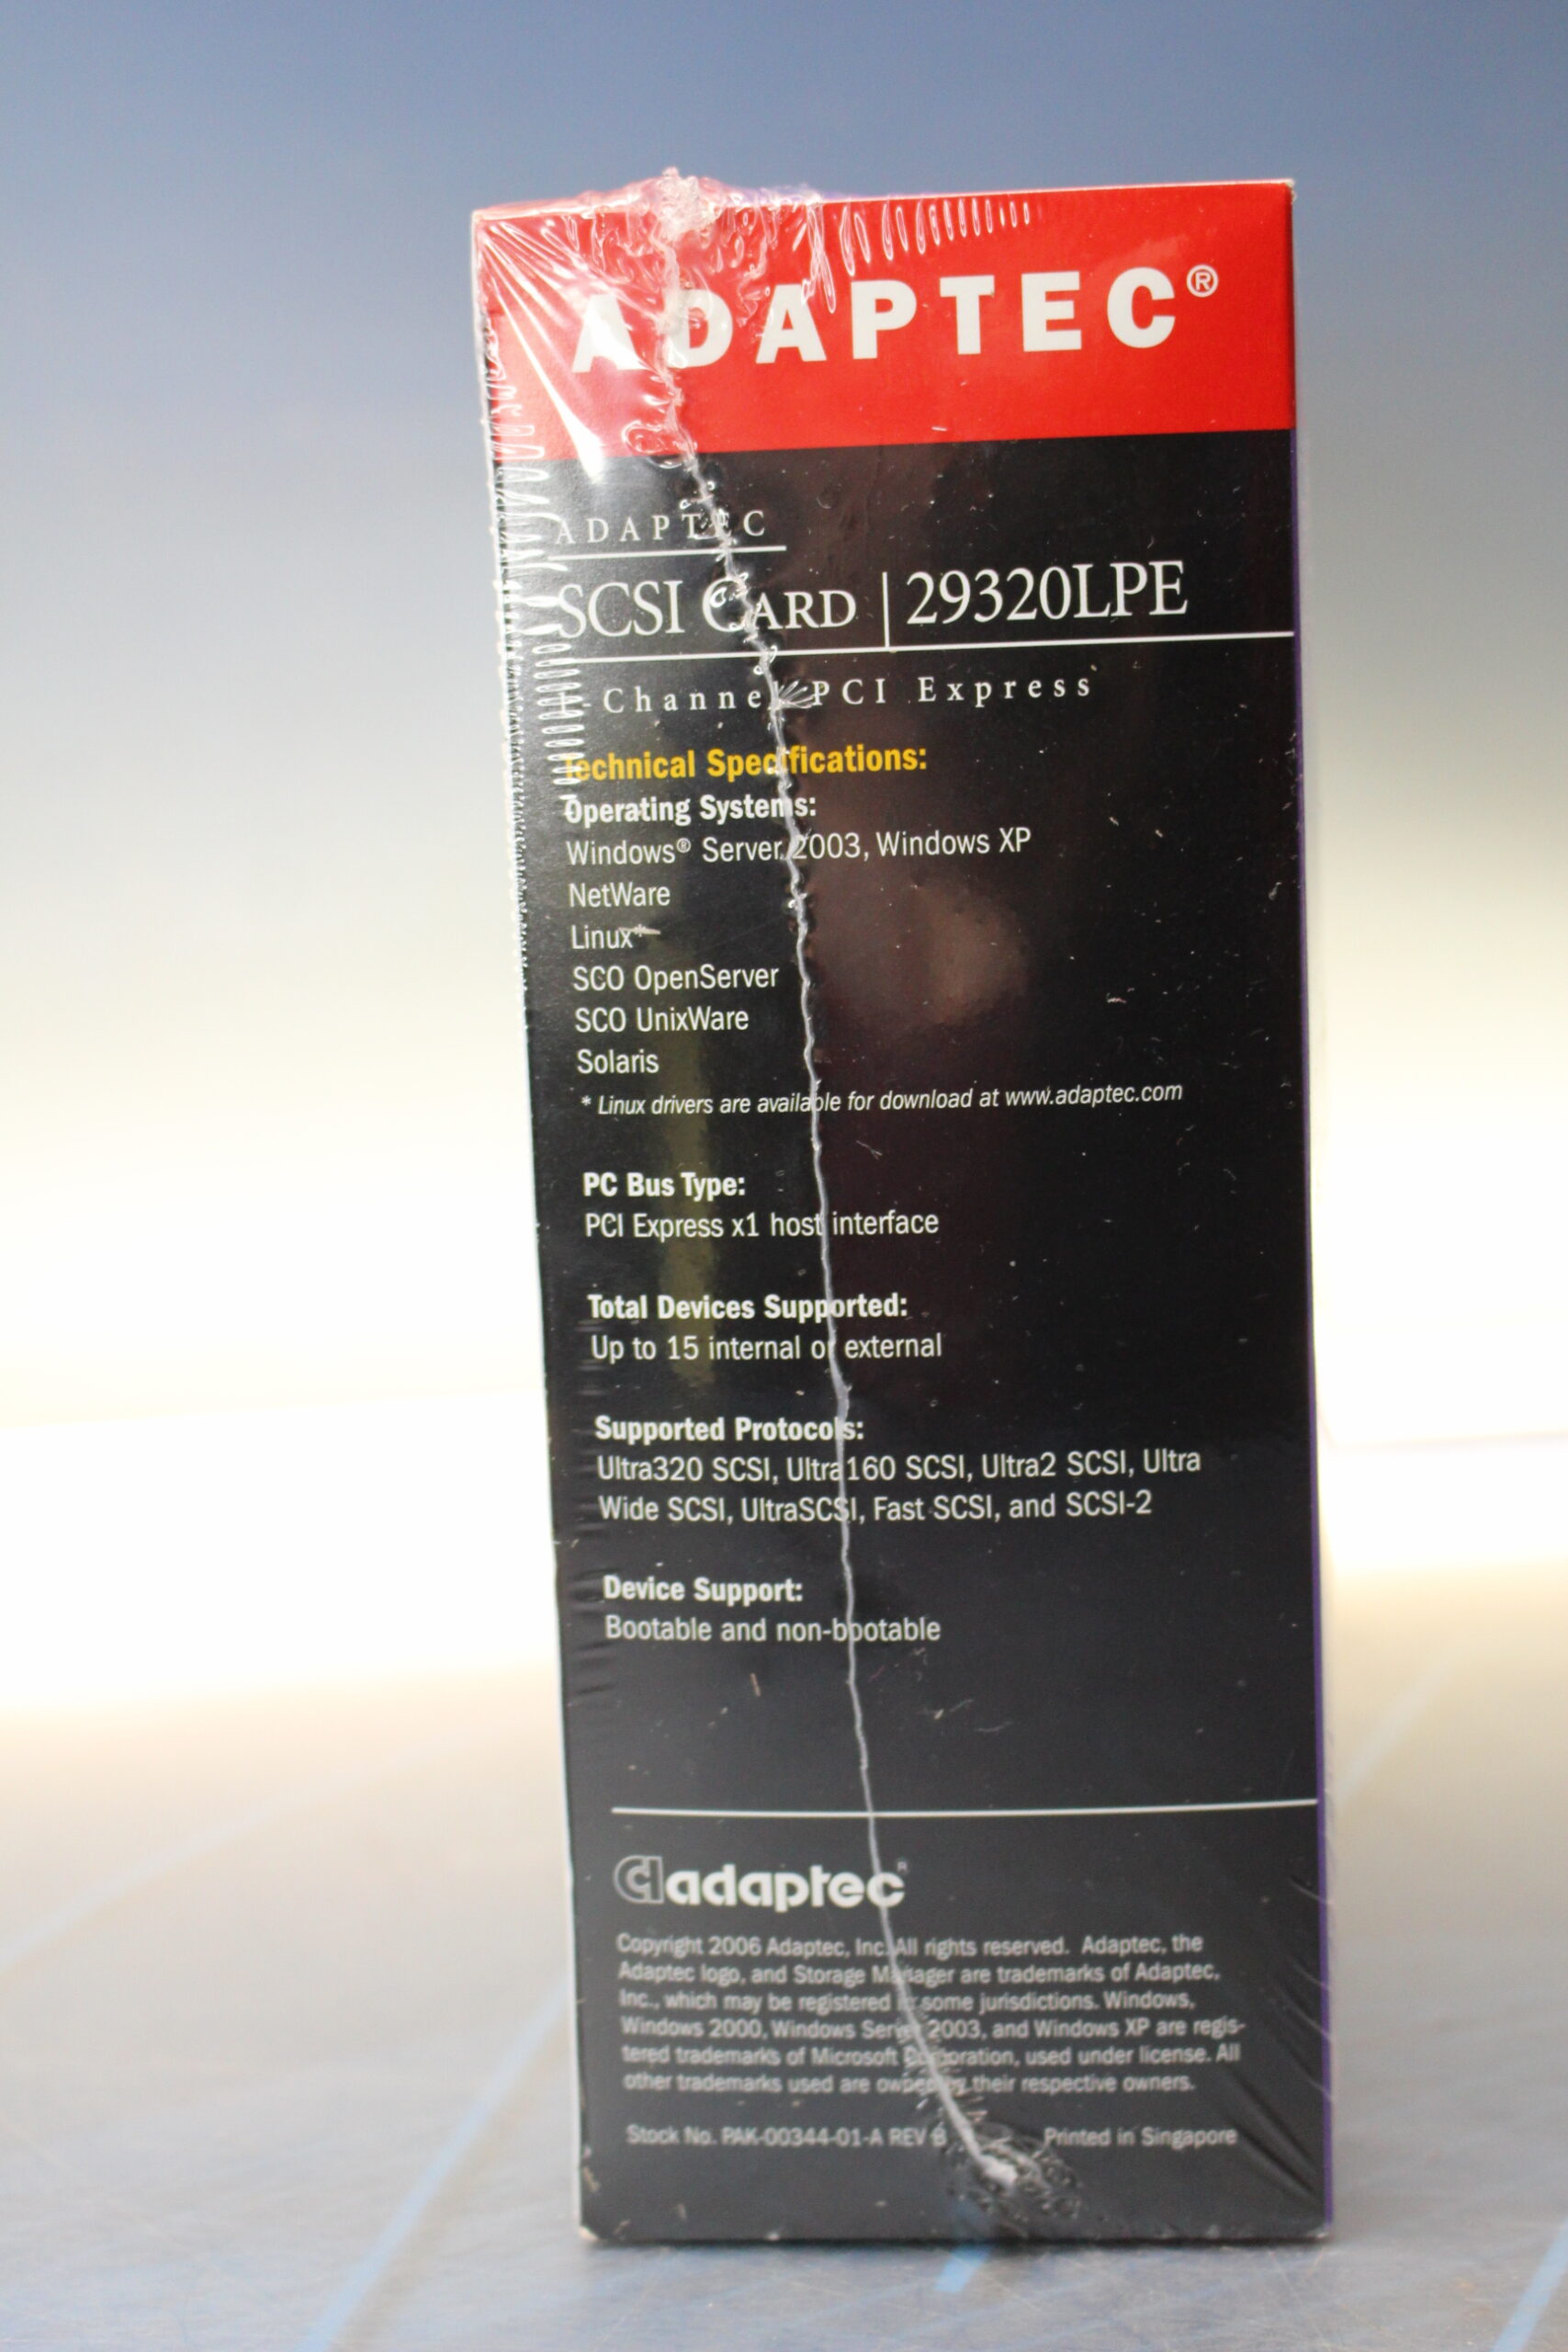 ADAPTEC®
ADAPTEC
SCSI CARD | 29320LPE
1-Channel PCI Express
Technical Specifications:
Operating Systems:
Windows® Server 2003, Windows XP
NetWare
Linux*
SCO OpenServer
SCO UnixWare
Solaris
* Linux drivers are available for download at www.adaptec.com
PC Bus Type:
PCI Express x1 host interface
Total Devices Supported:
Up to 15 internal or external
Supported Protocols:
Ultra320 SCSI, Ultra160 SCSI, Ultra2 SCSI, Ultra
Wide SCSI, UltraSCSI, Fast SCSI, and SCSI-2
Device Support:
Bootable and non-bootable
adaptec®
Copyright 2006 Adaptec, Inc. All rights reserved. Adaptec, the
Adaptec logo, and Storage Manager are trademarks of Adaptec,
Inc., which may be registered in some jurisdictions. Windows,
Windows 2000, Windows Server 2003, and Windows XP are regis-
tered trademarks of Microsoft Corporation, used under license. All
other trademarks used are owned by their respective owners.
Stock No. PAK-00344-01-A REV B Printed in Singapore